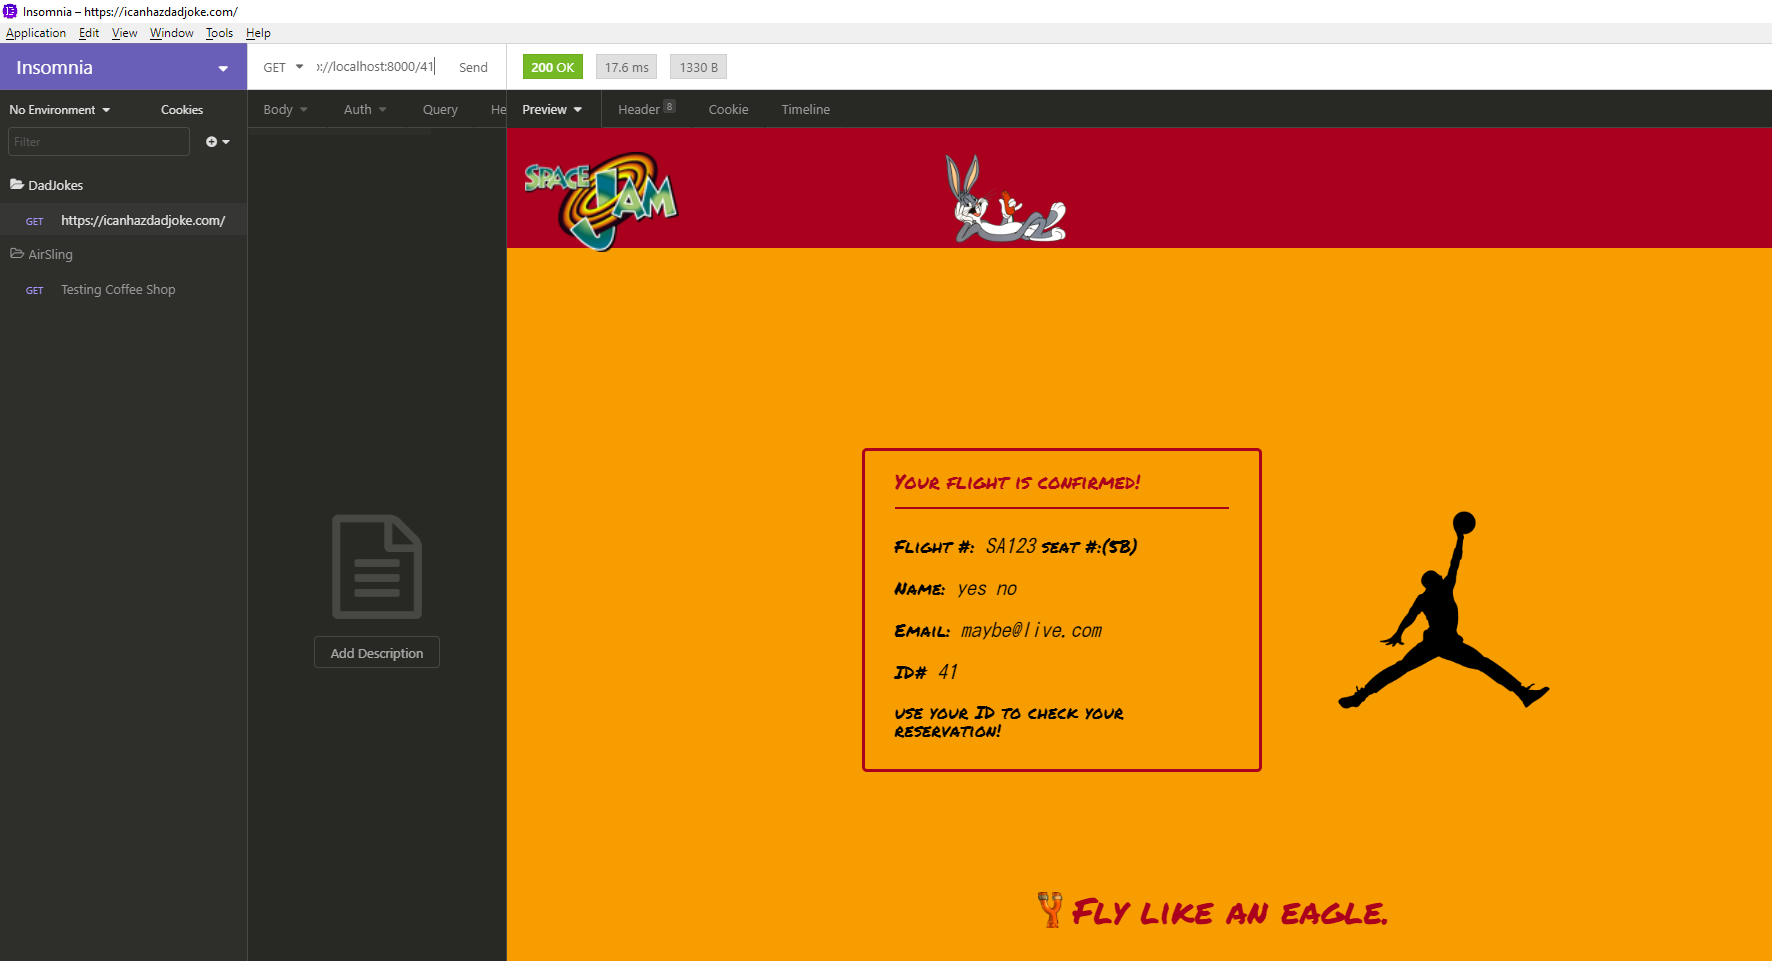 Insomnia – https://icanhazdadjoke.com/
Application Edit View Window Tools Help
Insomnia
GET ://localhost:8000/41 Send
200 OK 17.6 ms 1330 B
No Environment Cookies
Body Auth Query He
Preview Header 8 Cookie Timeline
Filter
DadJokes
GET https://icanhazdadjoke.com/
AirSling
GET Testing Coffee Shop
Add Description
SPACE JAM
Your flight is confirmed!
Flight #: SA123 seat #:(5B)
Name: yes no
Email: maybe@live.com
ID# 41
use your ID to check your
reservation!
Fly like an eagle.